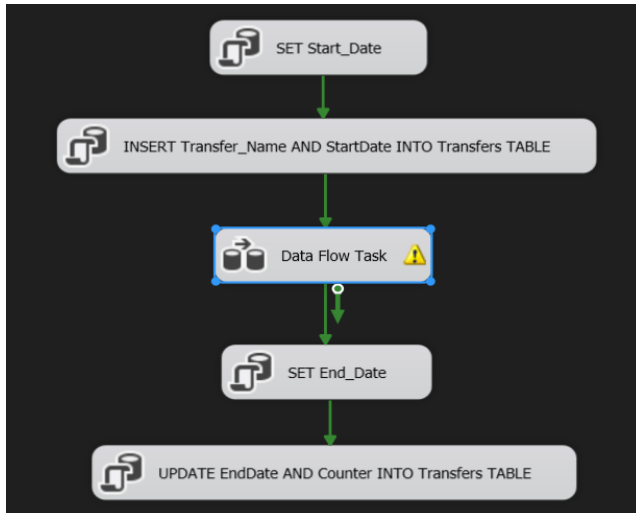 SET Start_Date
INSERT Transfer_Name AND StartDate INTO Transfers TABLE
Data Flow Task
SET End_Date
UPDATE EndDate AND Counter INTO Transfers TABLE